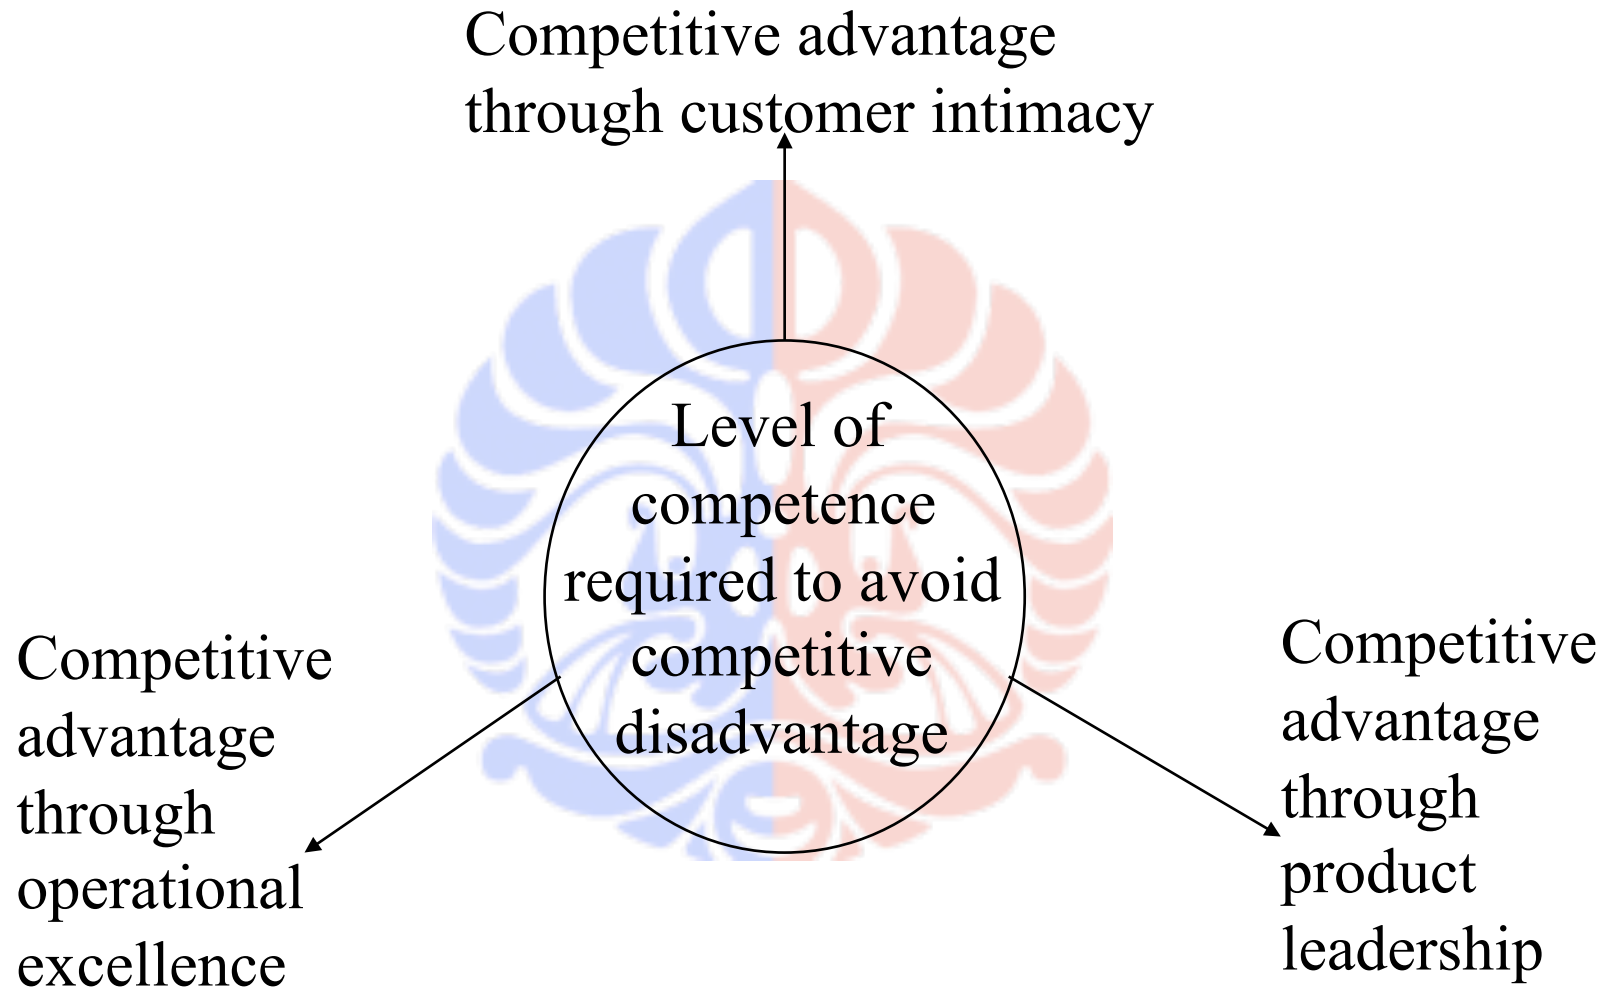 Competitive advantage
through customer intimacy
Level of
competence
required to avoid
competitive
disadvantage
Competitive
advantage
through
operational
excellence
Competitive
advantage
through
product
leadership